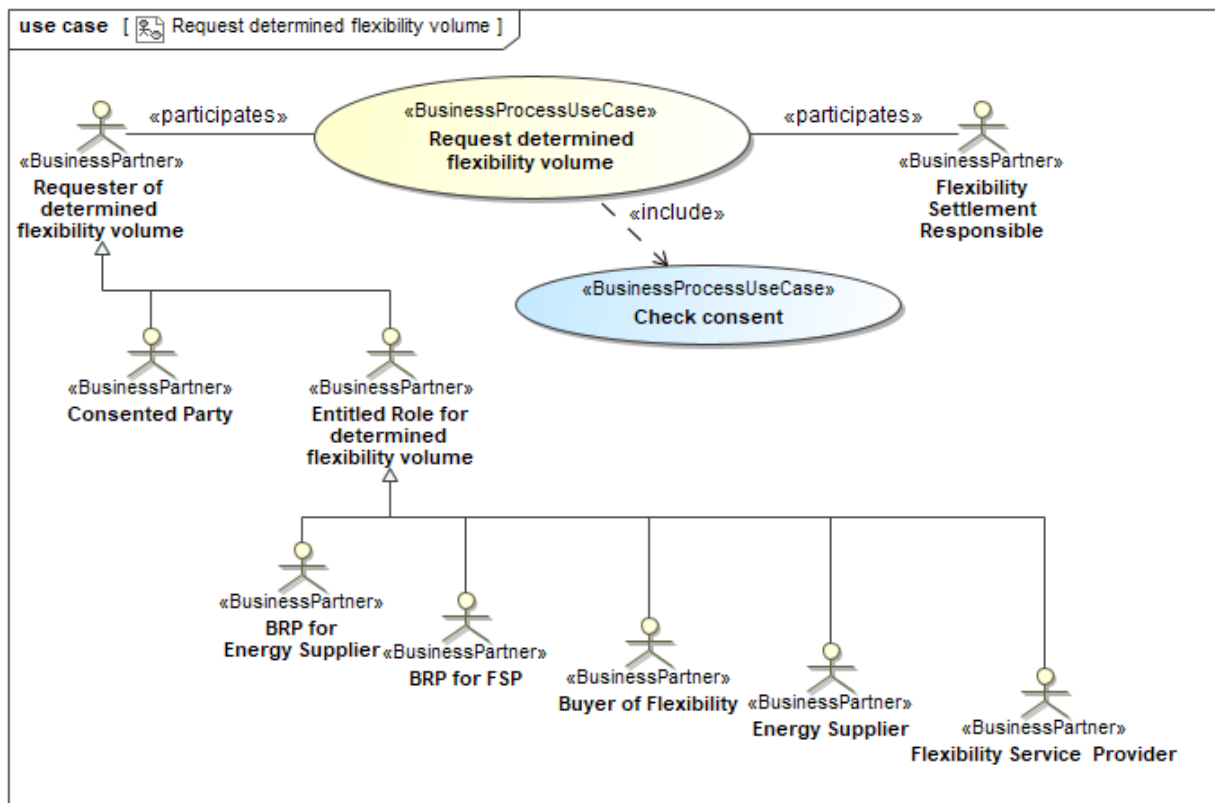 use case [ Request determined flexibility volume ]
«participates»
«BusinessProcessUseCase»
Request determined
flexibility volume
«participates»
«BusinessPartner»
Requester of
determined
flexibility volume
«BusinessPartner»
Flexibility
Settlement
Responsible
«include»
«BusinessProcessUseCase»
Check consent
«BusinessPartner»
Consented Party
«BusinessPartner»
Entitled Role for
determined
flexibility volume
«BusinessPartner»
BRP for
Energy Supplier
«BusinessPartner»
BRP for FSP
«BusinessPartner»
Buyer of Flexibility
«BusinessPartner»
Energy Supplier
«BusinessPartner»
Flexibility Service Provider